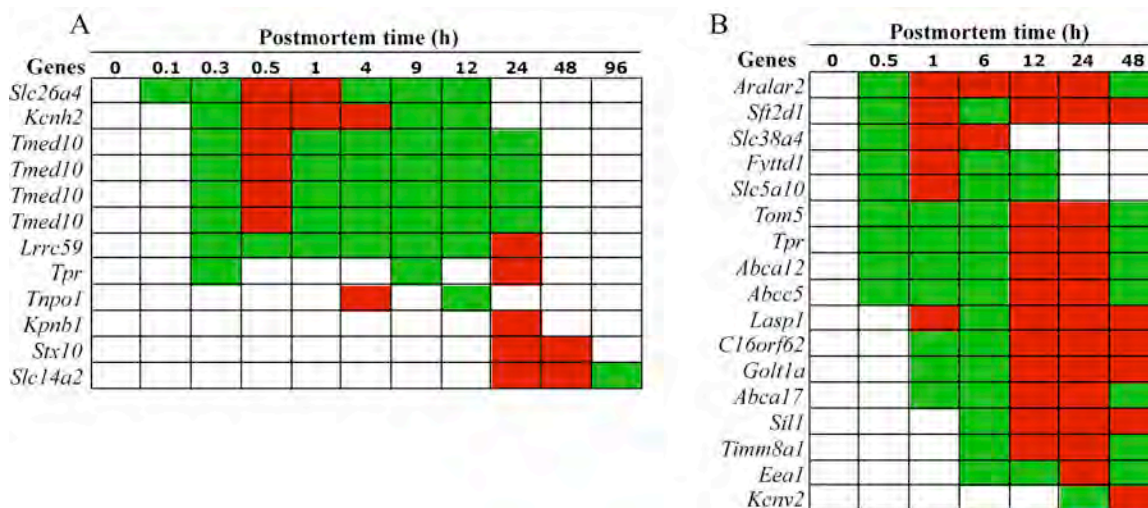 A
Postmortem time (h)
Genes 0 0.1 0.3 0.5 1 4 9 12 24 48 96
Slc26a4
Kcnh2
Tmed10
Tmed10
Tmed10
Tmed10
Lrrc59
Tpr
Tnpo1
Kpnb1
Stx10
Slc14a2
B
Postmortem time (h)
Genes 0 0.5 1 6 12 24 48
Aralar2
Sft2d1
Slc38a4
Fyttd1
Slc5a10
Tom5
Tpr
Abca12
Abcc5
Lasp1
C16orf62
Golt1a
Abca17
Sil1
Timm8a1
Eea1
Kcnv2